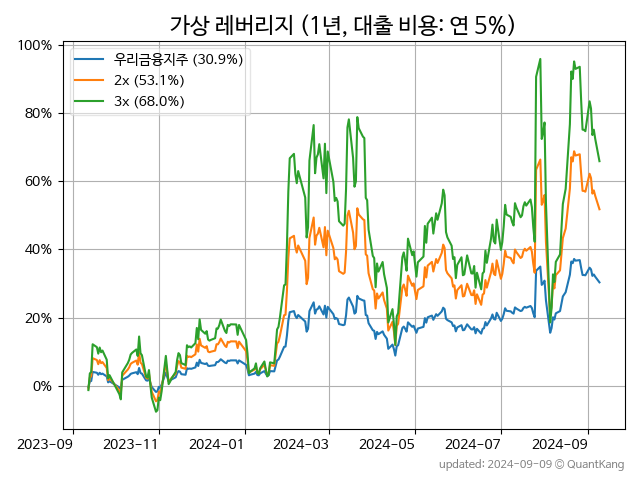 가상 레버리지 (1년, 대출 비용: 연 5%)
우리금융지주 (30.9%)
2x (53.1%)
3x (68.0%)
100%
80%
60%
40%
20%
0%
2023-09 2023-11 2024-01 2024-03 2024-05 2024-07 2024-09
updated: 2024-09-09 © QuantKang